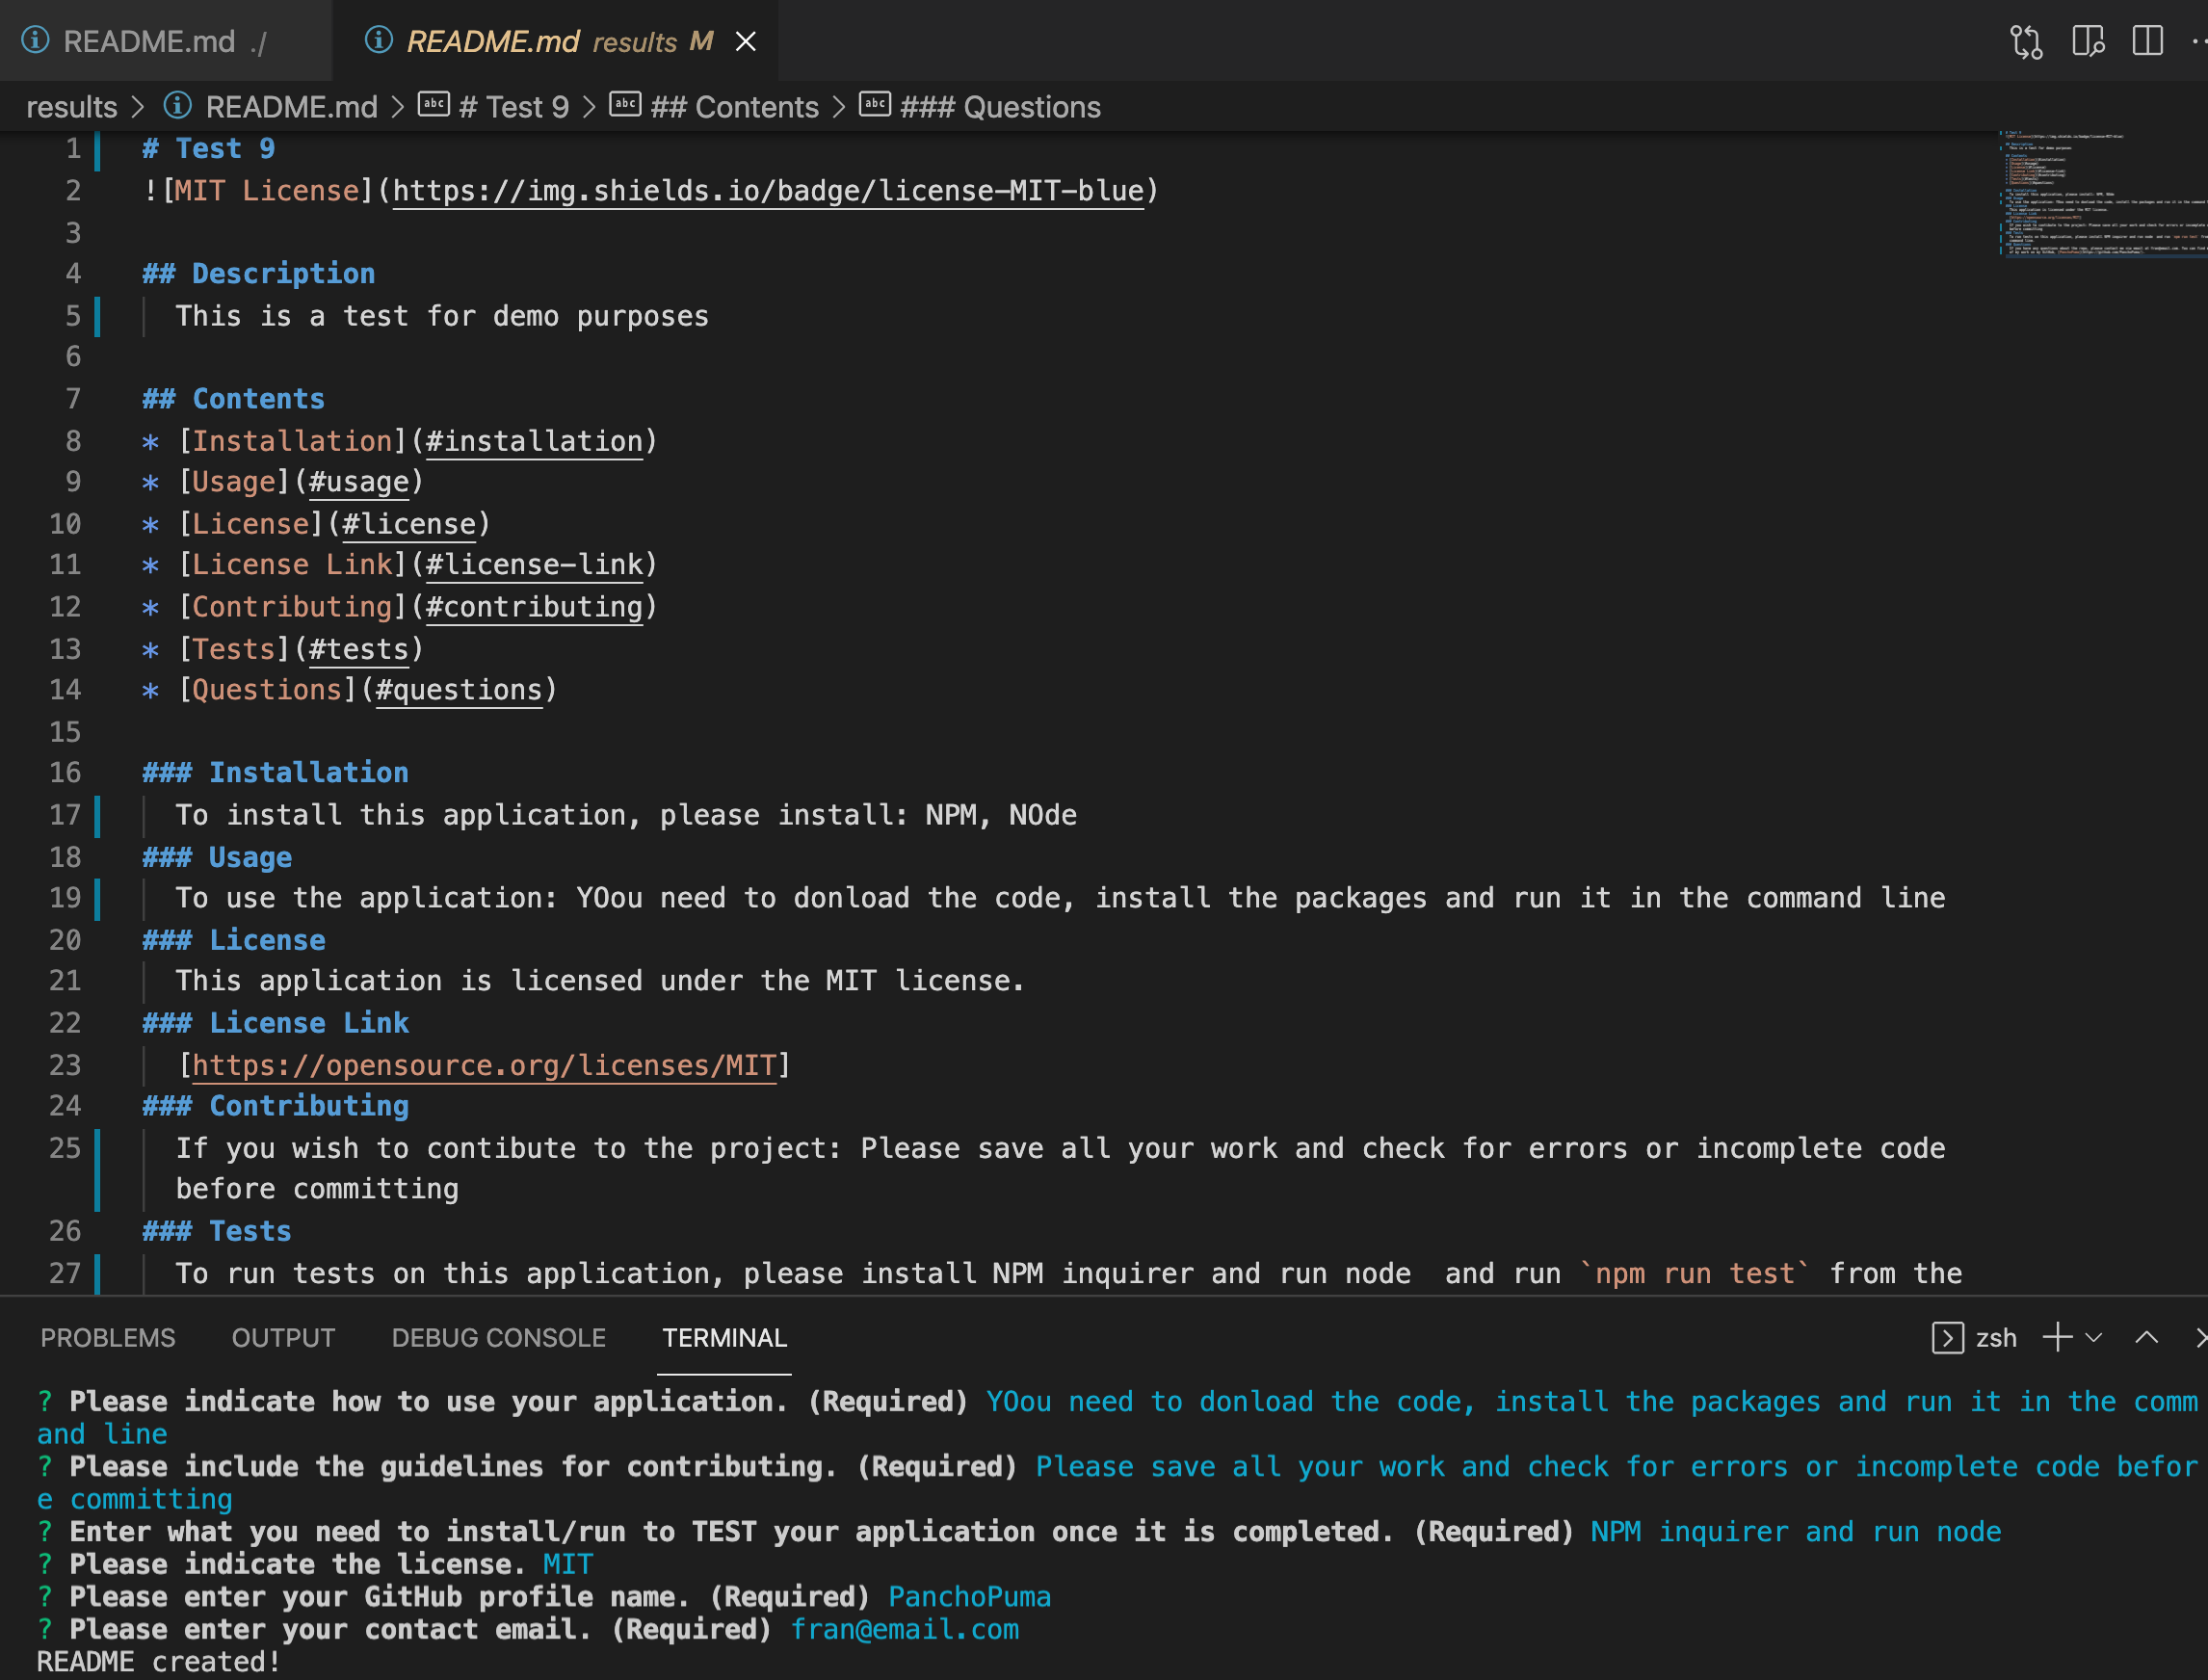 README.md ./ README.md results M
results > README.md > # Test 9 > ## Contents > ### Questions
1 # Test 9
2 ![MIT License](https://img.shields.io/badge/license-MIT-blue)
3
4 ## Description
5 This is a test for demo purposes
6
7 ## Contents
8 * [Installation](#installation)
9 * [Usage](#usage)
10 * [License](#license)
11 * [License Link](#license-link)
12 * [Contributing](#contributing)
13 * [Tests](#tests)
14 * [Questions](#questions)
15
16 ### Installation
17 To install this application, please install: NPM, NOde
18 ### Usage
19 To use the application: YOou need to donload the code, install the packages and run it in the command line
20 ### License
21 This application is licensed under the MIT license.
22 ### License Link
23 [https://opensource.org/licenses/MIT]
24 ### Contributing
25 If you wish to contibute to the project: Please save all your work and check for errors or incomplete code
before committing
26 ### Tests
27 To run tests on this application, please install NPM inquirer and run node  and run `npm run test` from the
PROBLEMS OUTPUT DEBUG CONSOLE TERMINAL zsh
? Please indicate how to use your application. (Required) YOou need to donload the code, install the packages and run it in the comm
and line
? Please include the guidelines for contributing. (Required) Please save all your work and check for errors or incomplete code befor
e committing
? Enter what you need to install/run to TEST your application once it is completed. (Required) NPM inquirer and run node
? Please indicate the license. MIT
? Please enter your GitHub profile name. (Required) PanchoPuma
? Please enter your contact email. (Required) fran@email.com
README created!